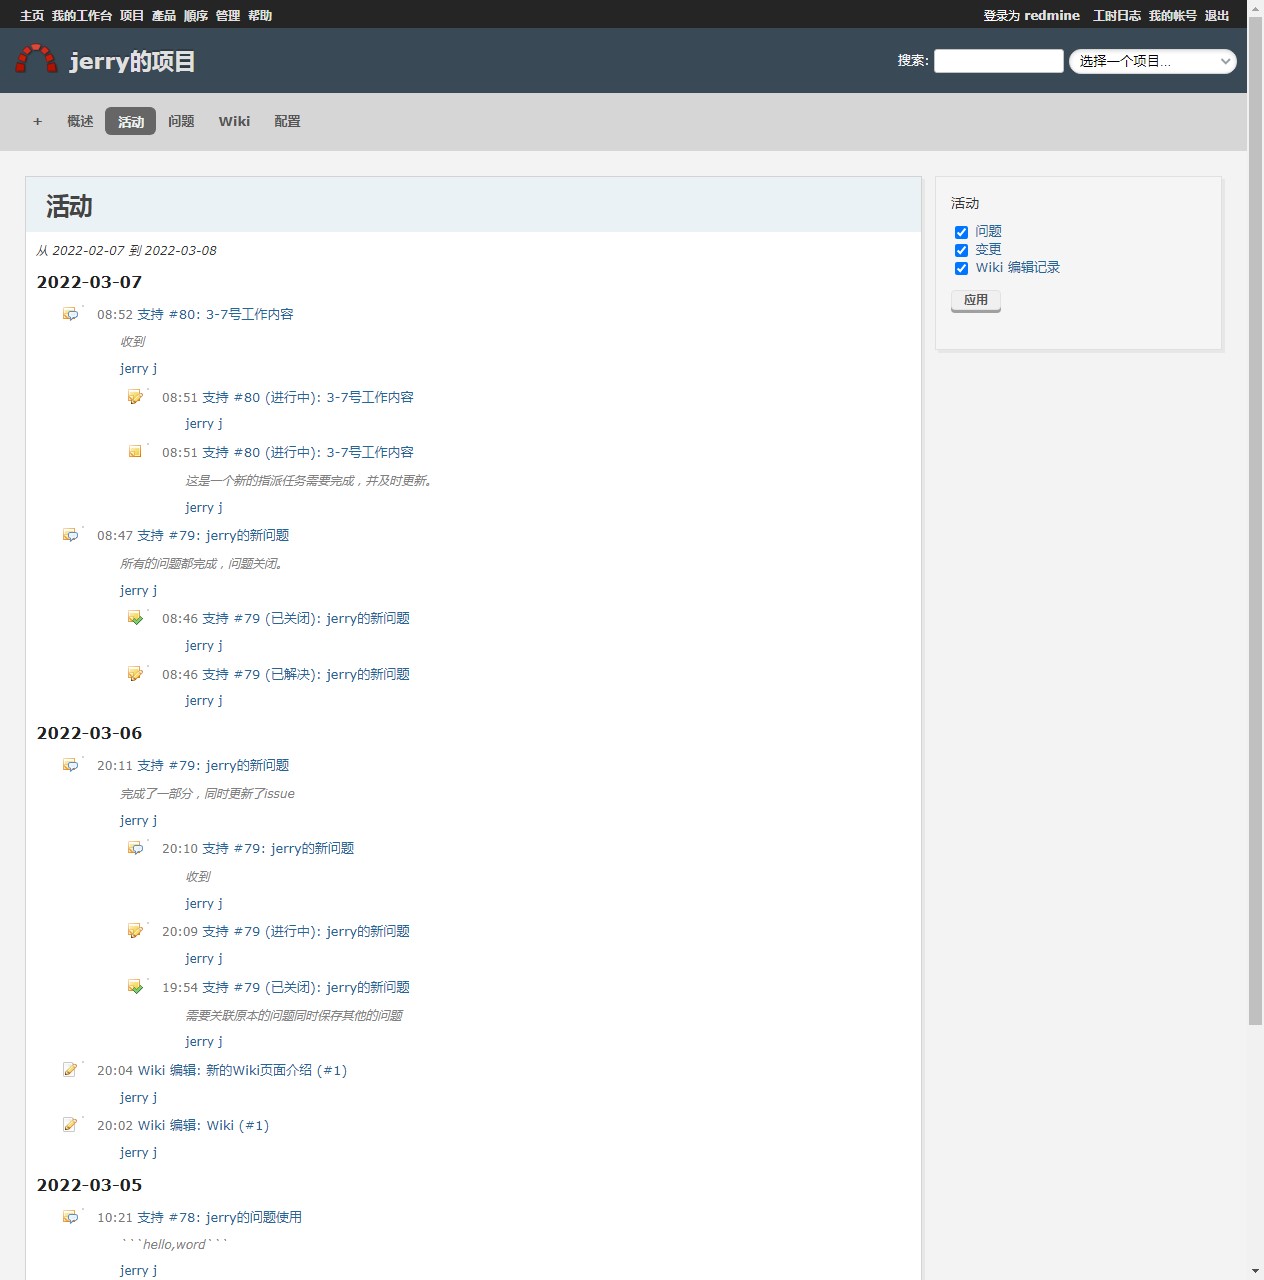 主页 我的工作台 项目 產品 順序 管理 帮助
登录为 redmine 工时日志 我的帐号 退出
jerry的项目
搜索: 选择一个项目...
+ 概述 活动 问题 Wiki 配置
活动
从 2022-02-07 到 2022-03-08
2022-03-07
08:52 支持 #80: 3-7号工作内容
收到
jerry j
08:51 支持 #80 (进行中): 3-7号工作内容
jerry j
08:51 支持 #80 (进行中): 3-7号工作内容
这是一个新的指派任务需要完成，并及时更新。
jerry j
08:47 支持 #79: jerry的新问题
所有的问题都完成，问题关闭。
jerry j
08:46 支持 #79 (已关闭): jerry的新问题
jerry j
08:46 支持 #79 (已解决): jerry的新问题
jerry j
2022-03-06
20:11 支持 #79: jerry的新问题
完成了一部分，同时更新了issue
jerry j
20:10 支持 #79: jerry的新问题
收到
jerry j
20:09 支持 #79 (进行中): jerry的新问题
jerry j
19:54 支持 #79 (已关闭): jerry的新问题
需要关联原本的问题同时保存其他的问题
jerry j
20:04 Wiki 编辑: 新的Wiki页面介绍 (#1)
jerry j
20:02 Wiki 编辑: Wiki (#1)
jerry j
2022-03-05
10:21 支持 #78: jerry的问题使用
```hello,word```
jerry j
活动
问题
变更
Wiki 编辑记录
应用